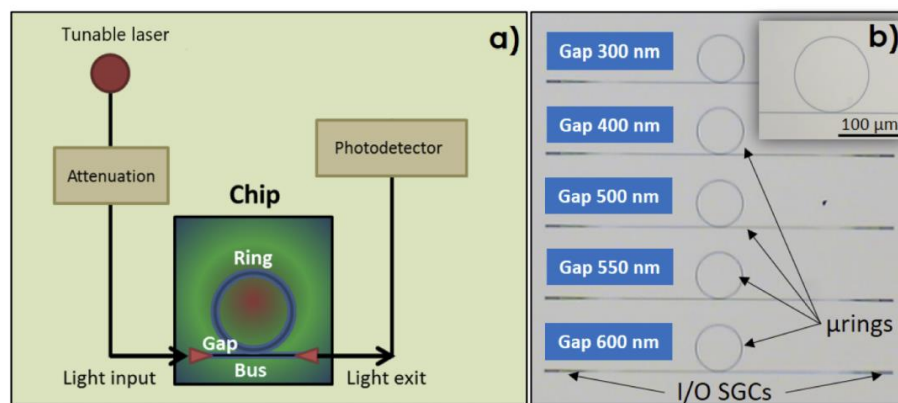 a)
Tunable laser
Attenuation
Photodetector
Chip
Ring
Gap
Bus
Light input
Light exit
b)
Gap 300 nm
Gap 400 nm
Gap 500 nm
Gap 550 nm
Gap 600 nm
100 µm
µrings
I/O SGCs